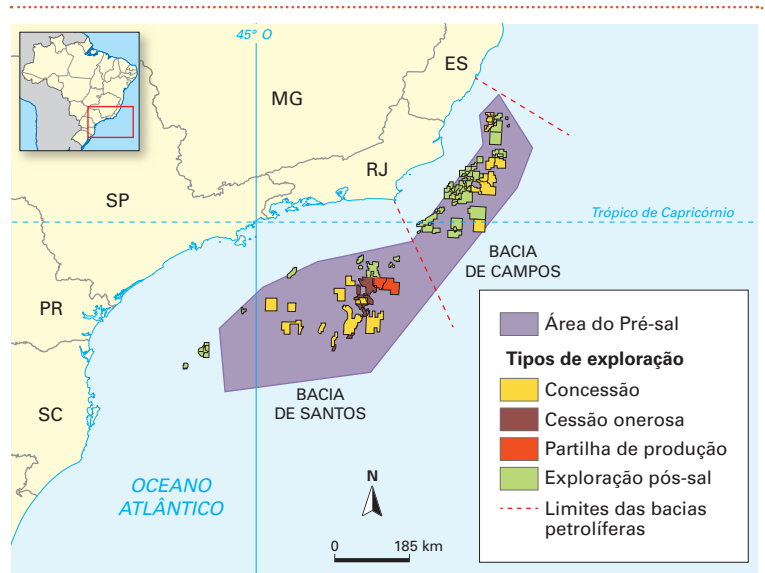 45° O
ES
MG
RJ
SP
Trópico de Capricórnio
BACIA
DE CAMPOS
PR
BACIA
DE SANTOS
SC
OCEANO
ATLÂNTICO
N
0 185 km
Área do Pré-sal
Tipos de exploração
Concessão
Cessão onerosa
Partilha de produção
Exploração pós-sal
Limites das bacias
petrolíferas